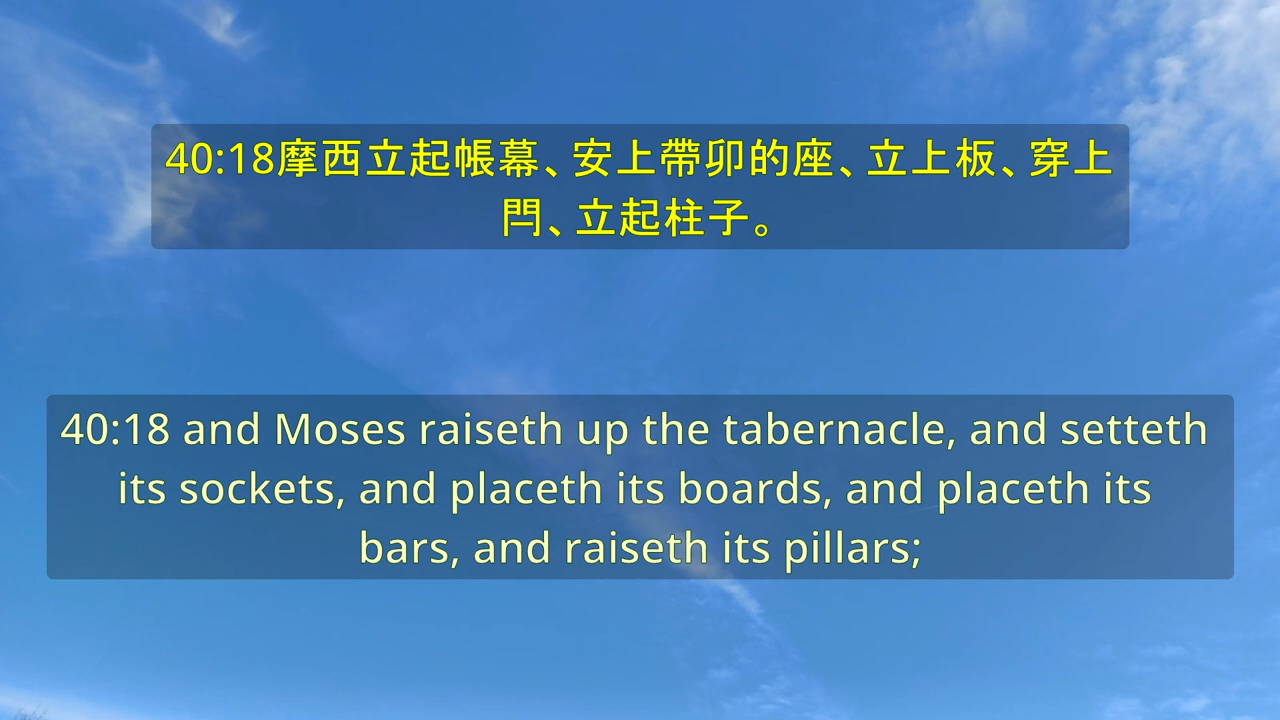 40:18摩西立起帳幕、安上帶卯的座、立上板、穿上
閂、立起柱子。
40:18 and Moses raiseth up the tabernacle, and setteth
its sockets, and placeth its boards, and placeth its
bars, and raiseth its pillars;